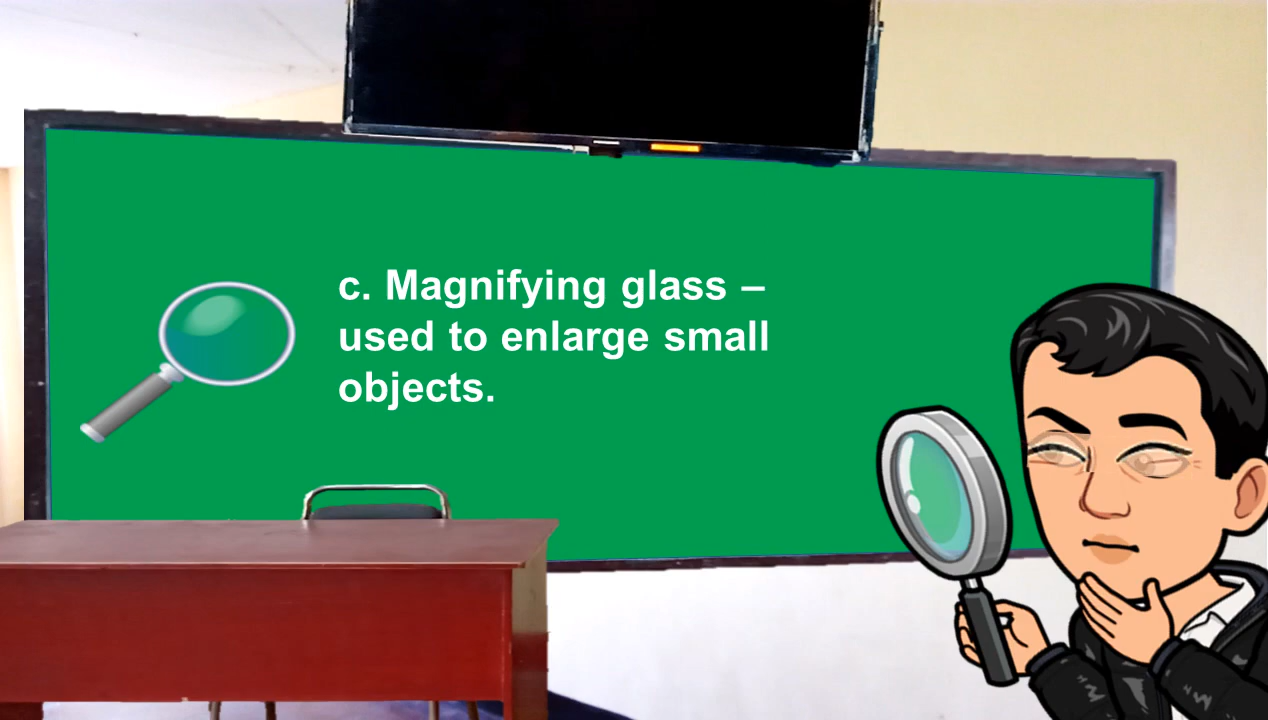 c. Magnifying glass –
used to enlarge small
objects.